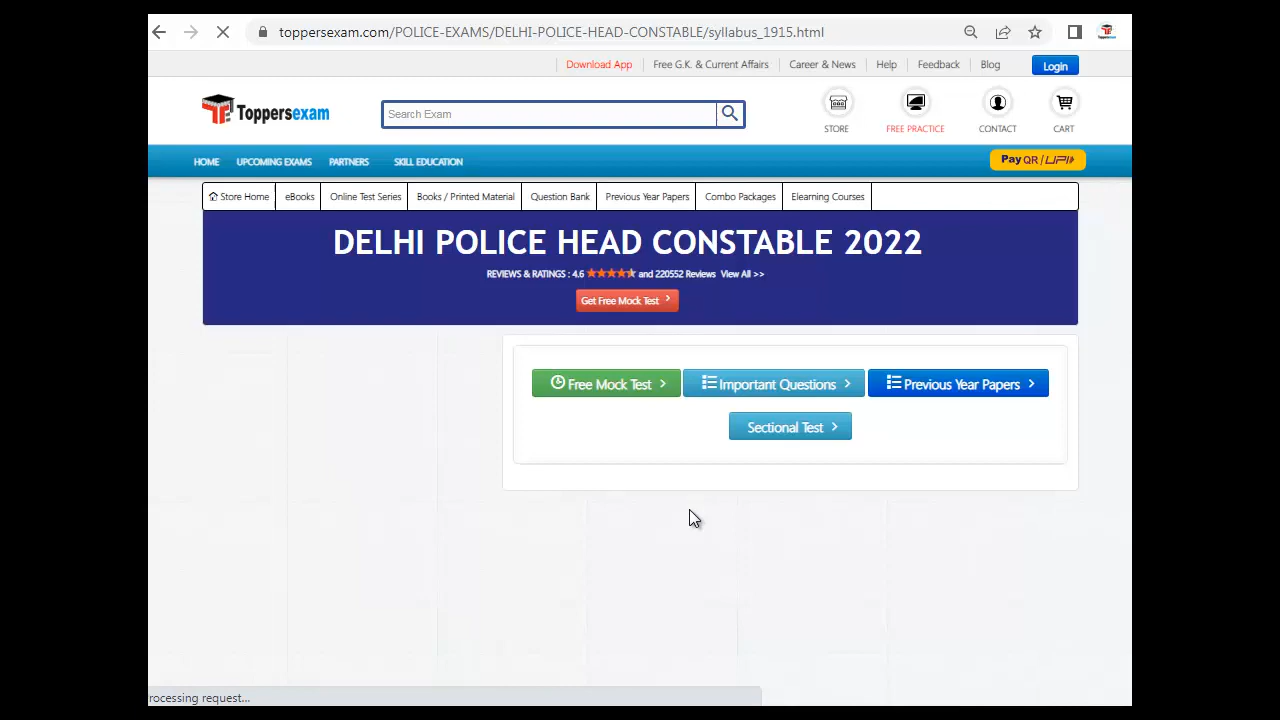 toppersexam.com/POLICE-EXAMS/DELHI-POLICE-HEAD-CONSTABLE/syllabus_1915.html
Download App Free G.K. & Current Affairs Career & News Help Feedback Blog Login
Toppersexam
Search Exam
STORE FREE PRACTICE CONTACT CART
HOME UPCOMING EXAMS PARTNERS SKILL EDUCATION Pay QR / UPI
Store Home eBooks Online Test Series Books / Printed Material Question Bank Previous Year Papers Combo Packages Elearning Courses
DELHI POLICE HEAD CONSTABLE 2022
REVIEWS & RATINGS : 4.6 and 220552 Reviews View All >>
Get Free Mock Test >
Free Mock Test > Important Questions > Previous Year Papers >
Sectional Test >
rocessing request...